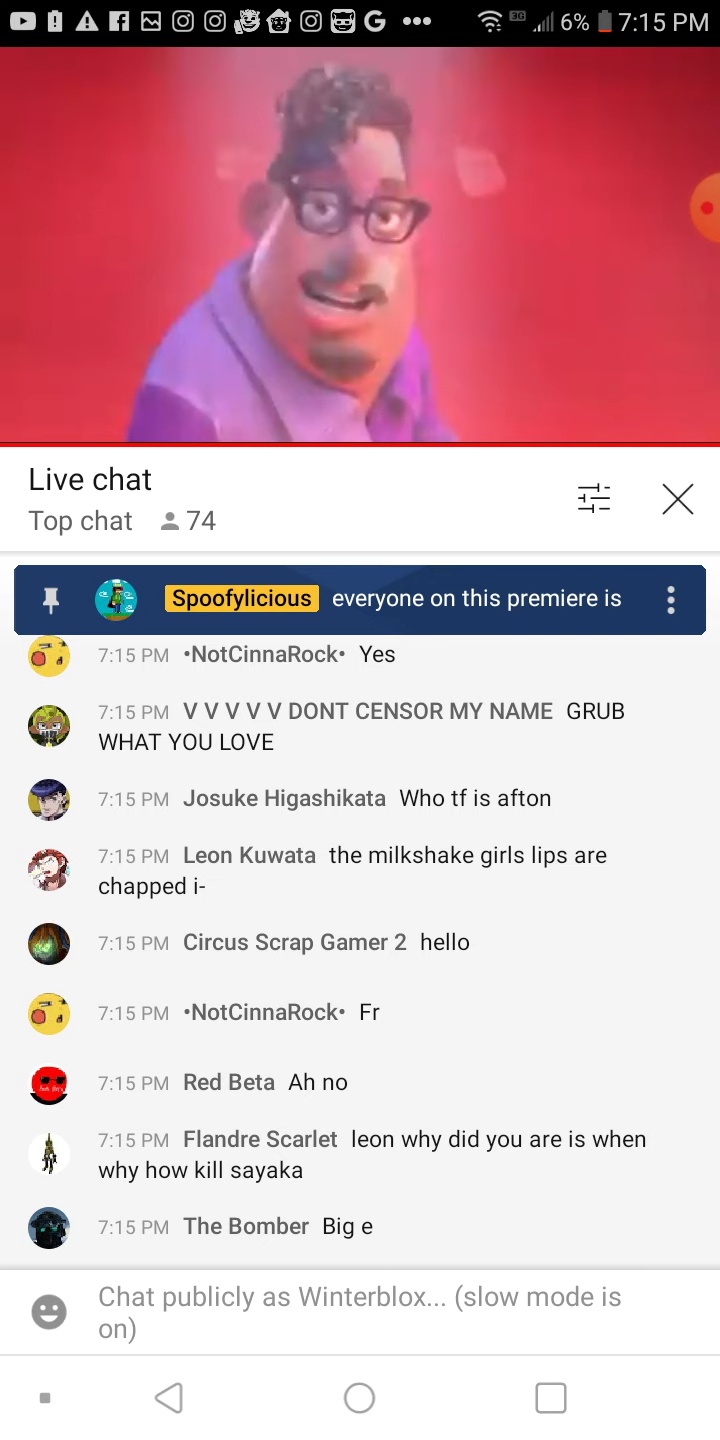 G ••• 3G 6% 7:15 PM
Live chat
Top chat 74
Spoofylicious everyone on this premiere is
7:15 PM •NotCinnaRock• Yes
7:15 PM V V V V V DONT CENSOR MY NAME GRUB
WHAT YOU LOVE
7:15 PM Josuke Higashikata Who tf is afton
7:15 PM Leon Kuwata the milkshake girls lips are
chapped i-
7:15 PM Circus Scrap Gamer 2 hello
7:15 PM •NotCinnaRock• Fr
7:15 PM Red Beta Ah no
7:15 PM Flandre Scarlet leon why did you are is when
why how kill sayaka
7:15 PM The Bomber Big e
Chat publicly as Winterblox... (slow mode is
on)